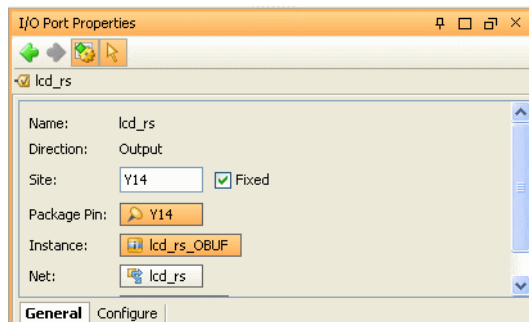 I/O Port Properties
lcd_rs
Name: lcd_rs
Direction: Output
Site: Y14 Fixed
Package Pin: Y14
Instance: lcd_rs_OBUF
Net: lcd_rs
General Configure